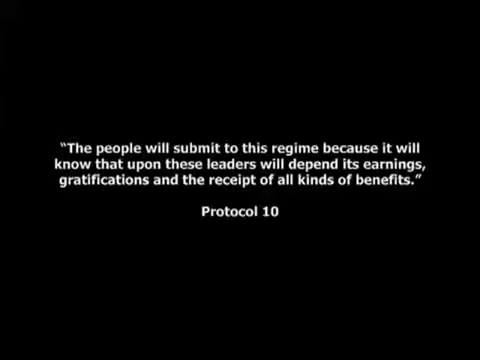 “The people will submit to this regime because it will
know that upon these leaders will depend its earnings,
gratifications and the receipt of all kinds of benefits.”
Protocol 10